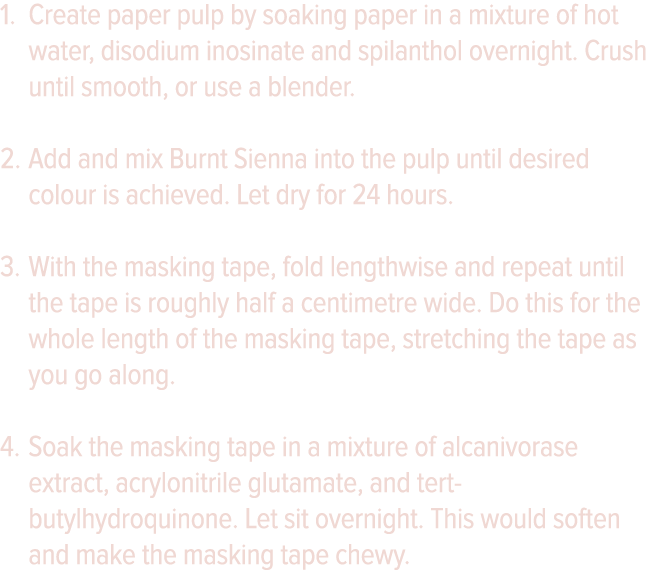 1. Create paper pulp by soaking paper in a mixture of hot
water, disodium inosinate and spilanthol overnight. Crush
until smooth, or use a blender.
2. Add and mix Burnt Sienna into the pulp until desired
colour is achieved. Let dry for 24 hours.
3. With the masking tape, fold lengthwise and repeat until
the tape is roughly half a centimetre wide. Do this for the
whole length of the masking tape, stretching the tape as
you go along.
4. Soak the masking tape in a mixture of alcanivorase
extract, acrylonitrile glutamate, and tert-
butylhydroquinone. Let sit overnight. This would soften
and make the masking tape chewy.